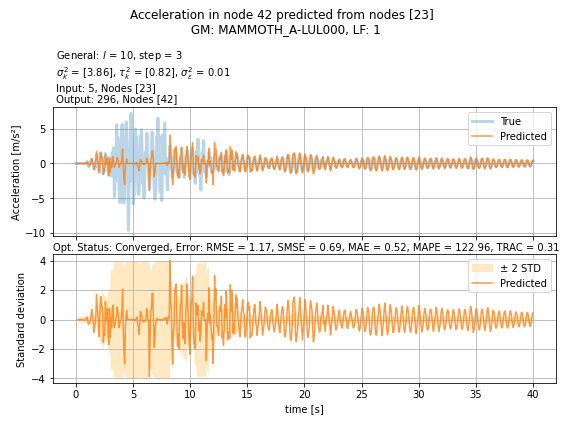 Acceleration in node 42 predicted from nodes [23]
GM: MAMMOTH_A-LUL000, LF: 1
General: l = 10, step = 3
σ²ₖ = [3.86], τ²ₖ = [0.82], σ²ε = 0.01
Input: 5, Nodes [23]
Output: 296, Nodes [42]
True
Predicted
Acceleration [m/s²]
5
0
−5
−10
Opt. Status: Converged, Error: RMSE = 1.17, SMSE = 0.69, MAE = 0.52, MAPE = 122.96, TRAC = 0.31
± 2 STD
Predicted
Standard deviation
4
2
0
−2
−4
0 5 10 15 20 25 30 35 40
time [s]